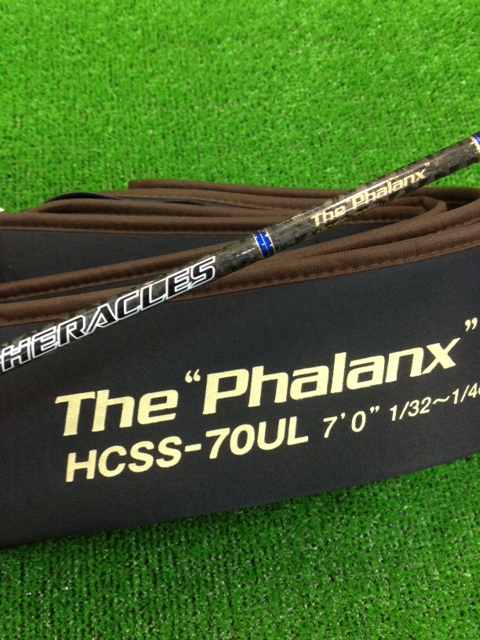 HERACLES
The Phalanx
The "Phalanx"
HCSS-70UL 7'0" 1/32～1/4